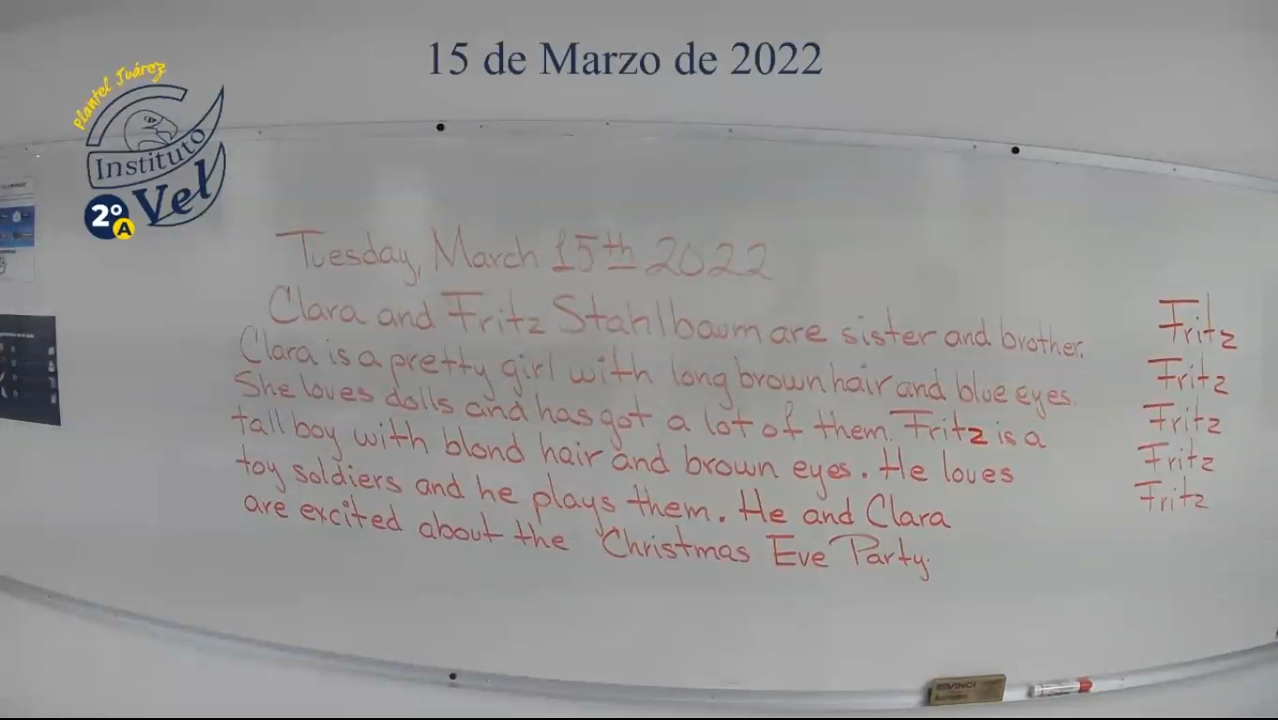 15 de Marzo de 2022
Plantel Juárez
Instituto
Vel
2º
A
Tuesday, March 15th 2022
Clara and Fritz Stahlbaum are sister and brother.
Clara is a pretty girl with long brown hair and blue eyes.
She loves dolls and has got a lot of them. Fritz is a
tall boy with blond hair and brown eyes. He loves
toy soldiers and he plays them. He and Clara
are excited about the "Christmas Eve Party.
Fritz
Fritz
Fritz
Fritz
Fritz